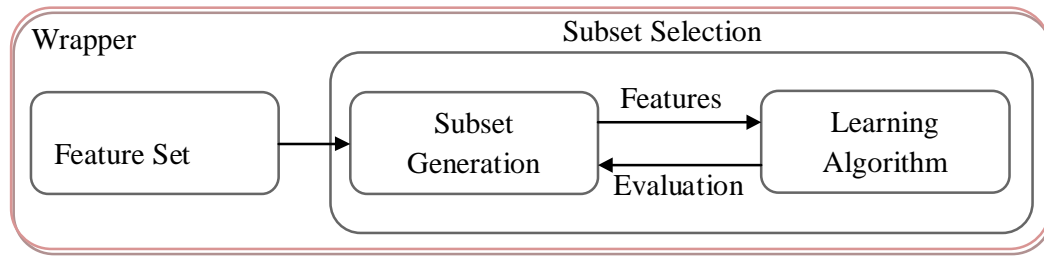 Wrapper
Subset Selection
Feature Set
Subset
Generation
Features
Evaluation
Learning
Algorithm